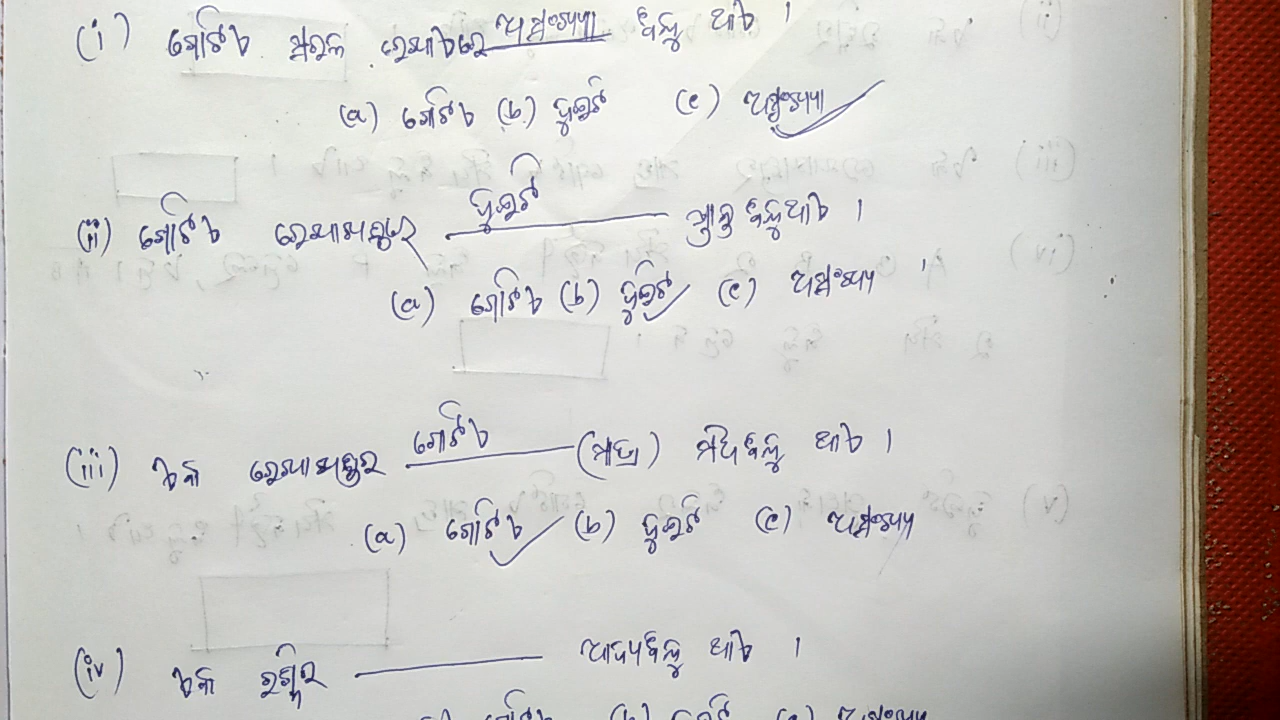 (i) ଗୋଟିଏ ସରଳ ରେଖାରେ ଅସଂଖ୍ୟ ବିନ୍ଦୁ ଥାଏ ।
(a) ଗୋଟିଏ (b) ଦୁଇଟି (c) ଅସଂଖ୍ୟ
(ii) ଗୋଟିଏ ରେଖାଖଣ୍ଡର ଦୁଇଟି ପ୍ରାନ୍ତ ବିନ୍ଦୁ ଥାଏ ।
(a) ଗୋଟିଏ (b) ଦୁଇଟି (c) ଅସଂଖ୍ୟ
(iii) ଏକ ରେଖାଖଣ୍ଡର ଗୋଟିଏ (ମାତ୍ର) ମଧ୍ୟବିନ୍ଦୁ ଥାଏ ।
(a) ଗୋଟିଏ (b) ଦୁଇଟି (c) ଅସଂଖ୍ୟ
(iv) ଏକ ରଶ୍ମିର ଆଦ୍ୟବିନ୍ଦୁ ଥାଏ ।